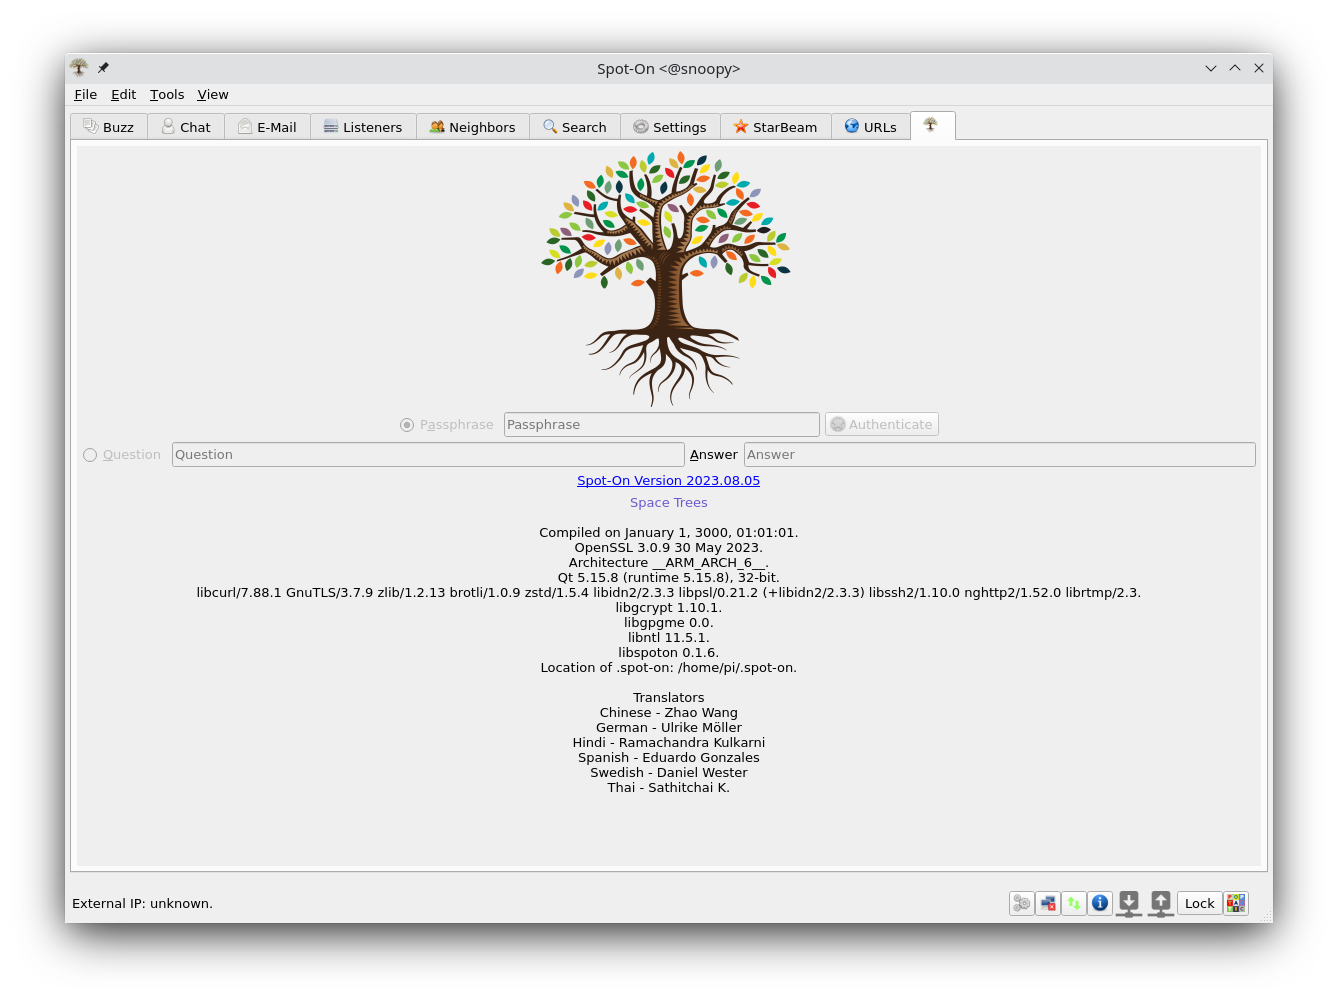 Spot-On <@snoopy>
File Edit Tools View
Buzz Chat E-Mail Listeners Neighbors Search Settings StarBeam URLs
Passphrase Passphrase Authenticate
Question Question Answer Answer
Spot-On Version 2023.08.05
Space Trees
Compiled on January 1, 3000, 01:01:01.
OpenSSL 3.0.9 30 May 2023.
Architecture __ARM_ARCH_6__.
Qt 5.15.8 (runtime 5.15.8), 32-bit.
libcurl/7.88.1 GnuTLS/3.7.9 zlib/1.2.13 brotli/1.0.9 zstd/1.5.4 libidn2/2.3.3 libpsl/0.21.2 (+libidn2/2.3.3) libssh2/1.10.0 nghttp2/1.52.0 librtmp/2.3.
libgcrypt 1.10.1.
libgpgme 0.0.
libntl 11.5.1.
libspoton 0.1.6.
Location of .spot-on: /home/pi/.spot-on.
Translators
Chinese - Zhao Wang
German - Ulrike Möller
Hindi - Ramachandra Kulkarni
Spanish - Eduardo Gonzales
Swedish - Daniel Wester
Thai - Sathitchai K.
External IP: unknown.
Lock